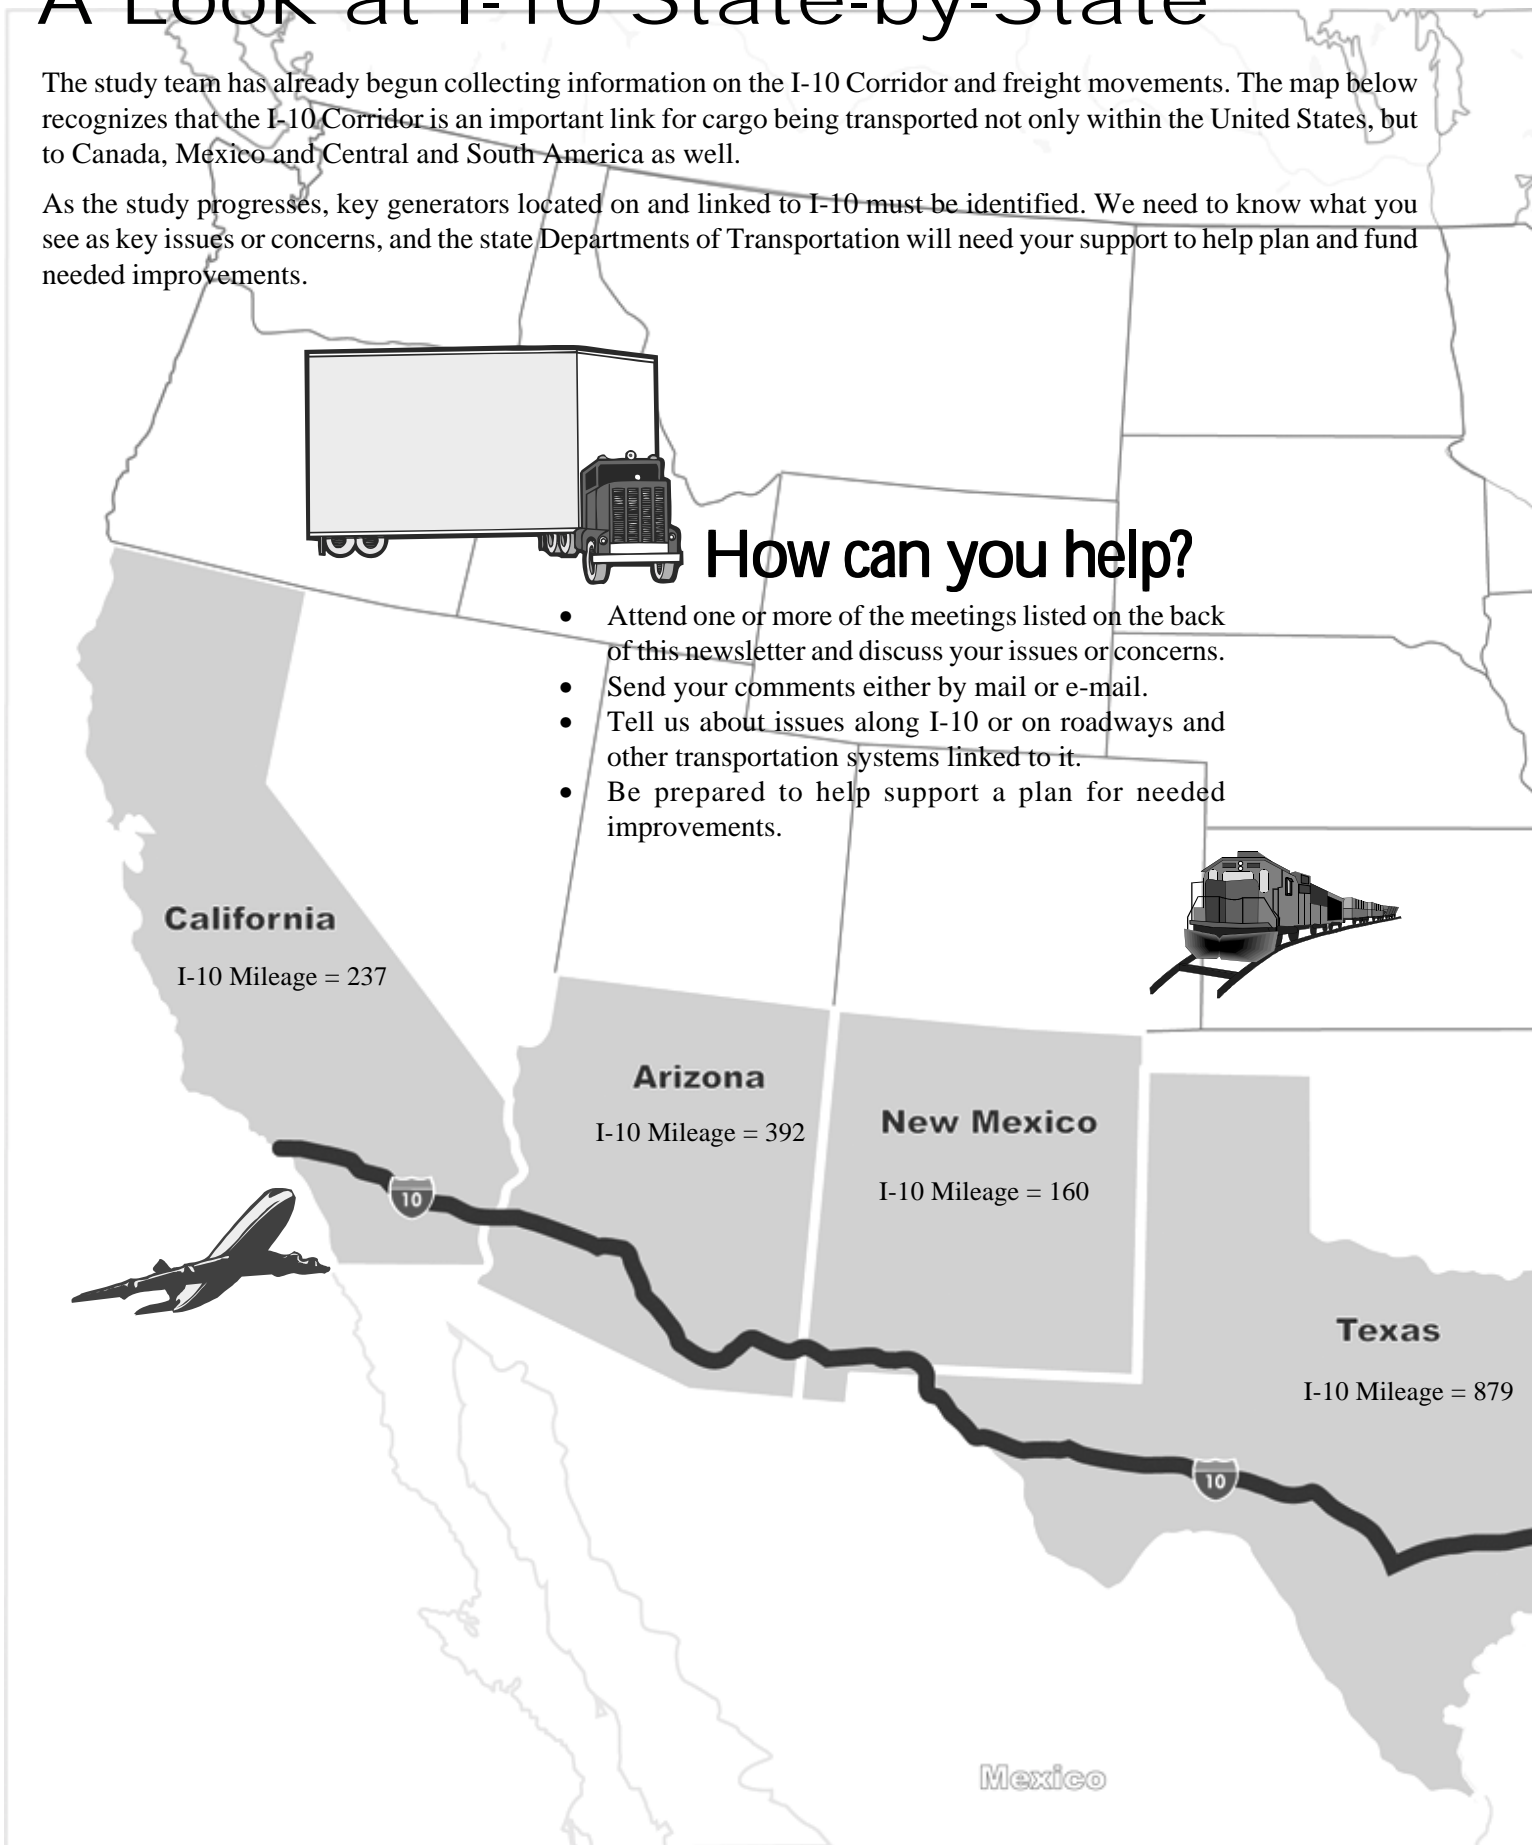 A Look at I-10 State-by-State
The study team has already begun collecting information on the I-10 Corridor and freight movements. The map below
recognizes that the I-10 Corridor is an important link for cargo being transported not only within the United States, but
to Canada, Mexico and Central and South America as well.
As the study progresses, key generators located on and linked to I-10 must be identified. We need to know what you
see as key issues or concerns, and the state Departments of Transportation will need your support to help plan and fund
needed improvements.
How can you help?
• Attend one or more of the meetings listed on the back
of this newsletter and discuss your issues or concerns.
• Send your comments either by mail or e-mail.
• Tell us about issues along I-10 or on roadways and
other transportation systems linked to it.
• Be prepared to help support a plan for needed
improvements.
California
I-10 Mileage = 237
Arizona
I-10 Mileage = 392
New Mexico
I-10 Mileage = 160
10
Texas
I-10 Mileage = 879
10
Mexico